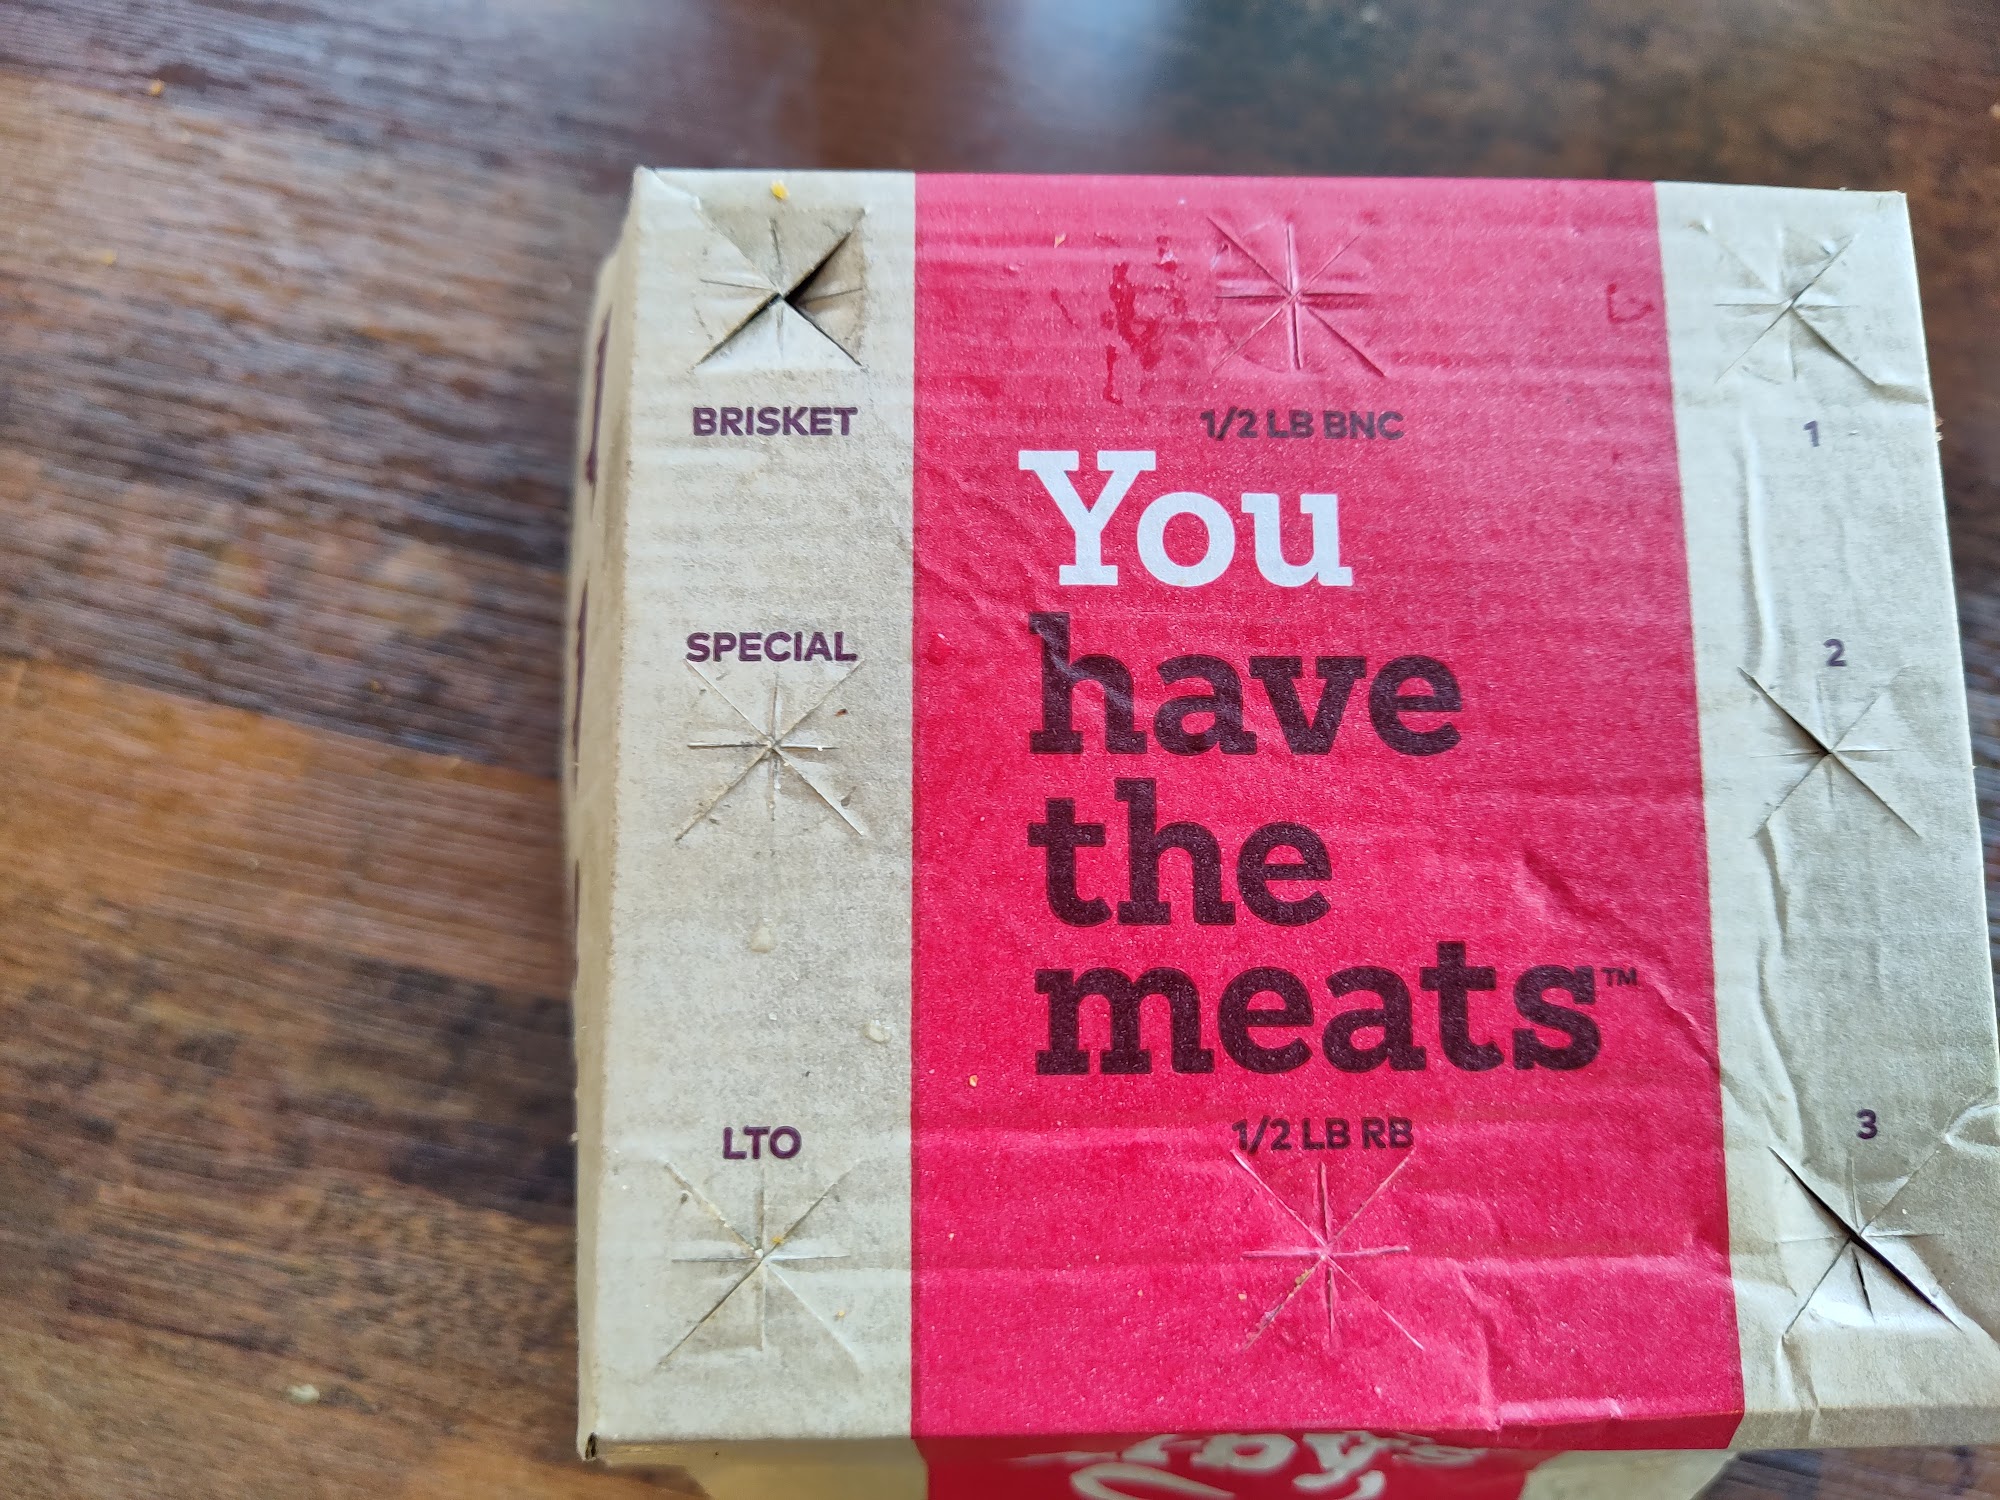 BRISKET
1/2 LB BNC
1
You
have
the
meats™
SPECIAL
2
LTO
1/2 LB RB
3